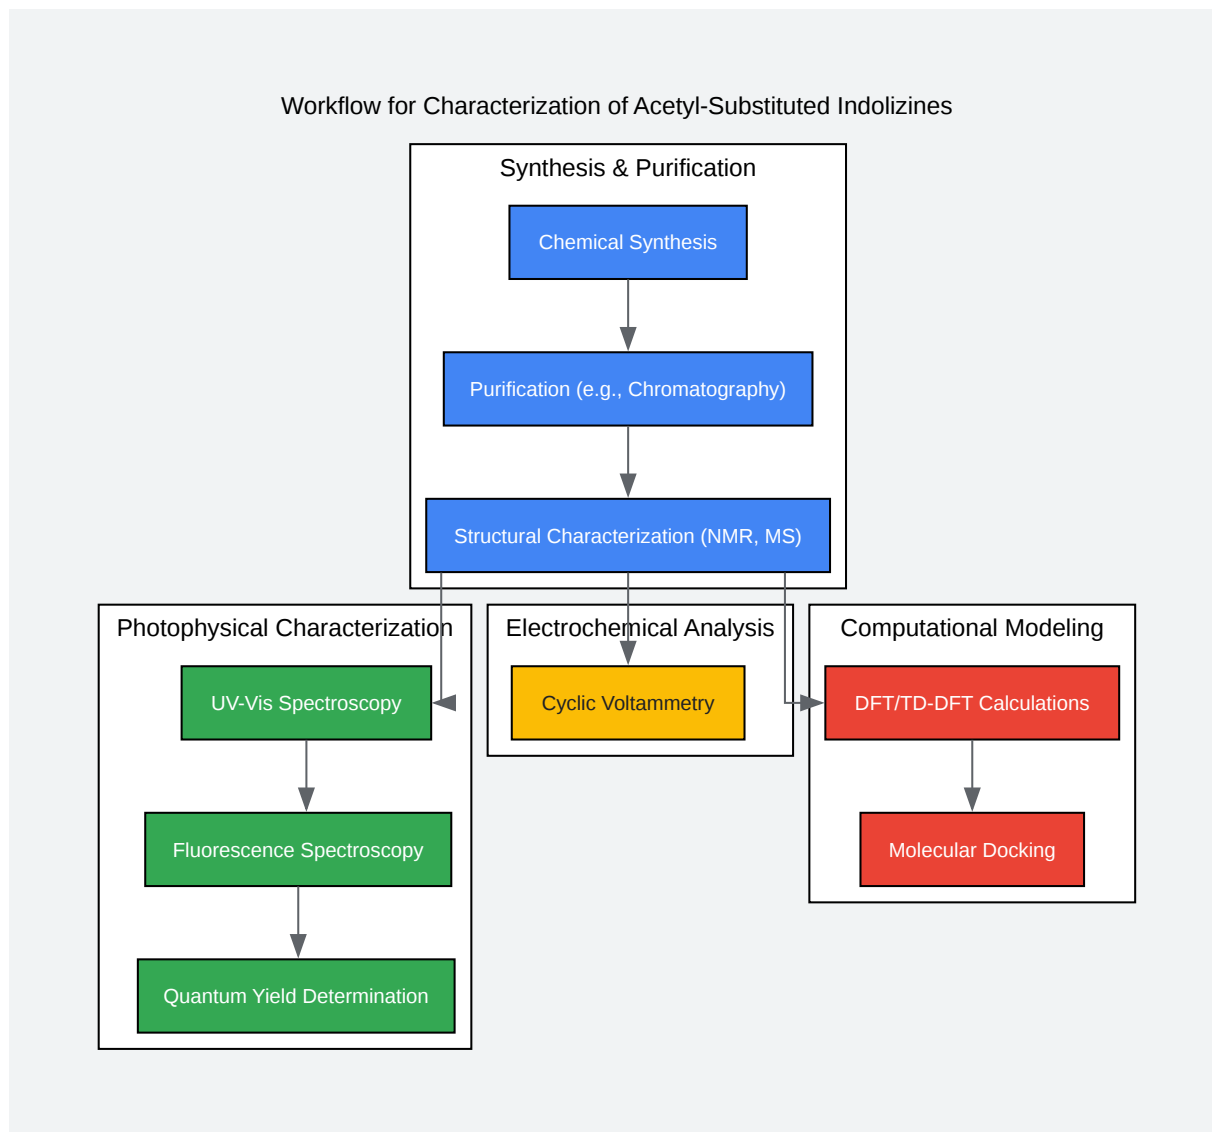 Workflow for Characterization of Acetyl-Substituted Indolizines
Synthesis & Purification
Chemical Synthesis
Purification (e.g., Chromatography)
Structural Characterization (NMR, MS)
Photophysical Characterization
UV-Vis Spectroscopy
Fluorescence Spectroscopy
Quantum Yield Determination
Electrochemical Analysis
Cyclic Voltammetry
Computational Modeling
DFT/TD-DFT Calculations
Molecular Docking